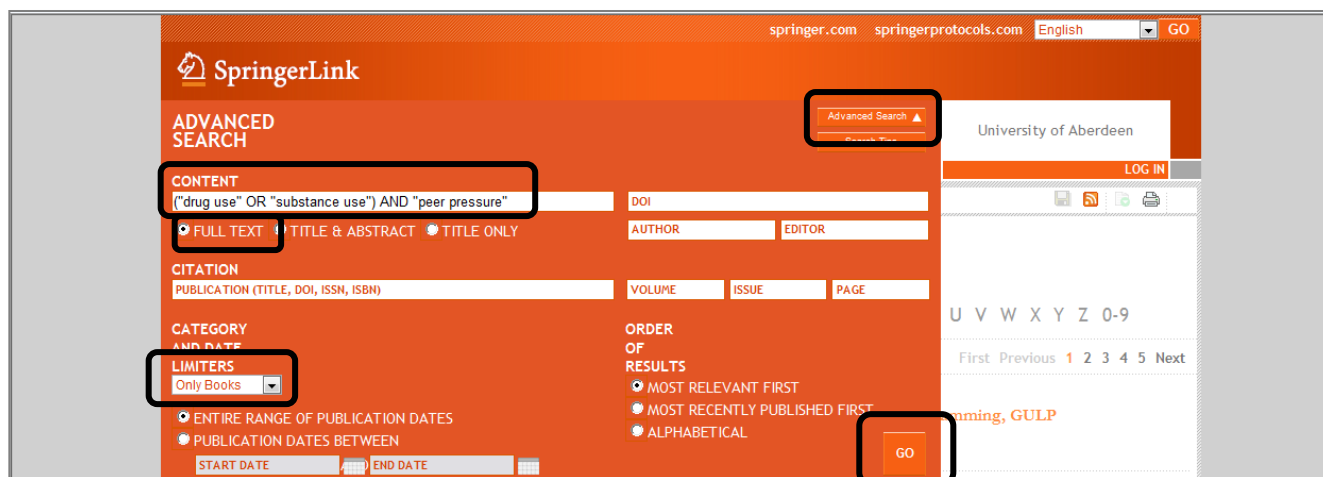 springer.com springerprotocols.com English GO
SpringerLink
ADVANCED
SEARCH
Advanced Search ▲
Search Tips
University of Aberdeen
LOG IN
CONTENT
("drug use" OR "substance use") AND "peer pressure"
DOI
FULL TEXT TITLE & ABSTRACT TITLE ONLY
AUTHOR EDITOR
CITATION
PUBLICATION (TITLE, DOI, ISSN, ISBN)
VOLUME ISSUE PAGE
U V W X Y Z 0-9
CATEGORY
AND DATE
LIMITERS
Only Books
ORDER
OF
RESULTS
First Previous 1 2 3 4 5 Next
MOST RELEVANT FIRST
MOST RECENTLY PUBLISHED FIRST
ALPHABETICAL
ENTIRE RANGE OF PUBLICATION DATES
PUBLICATION DATES BETWEEN
START DATE END DATE
GO
mming, GULP